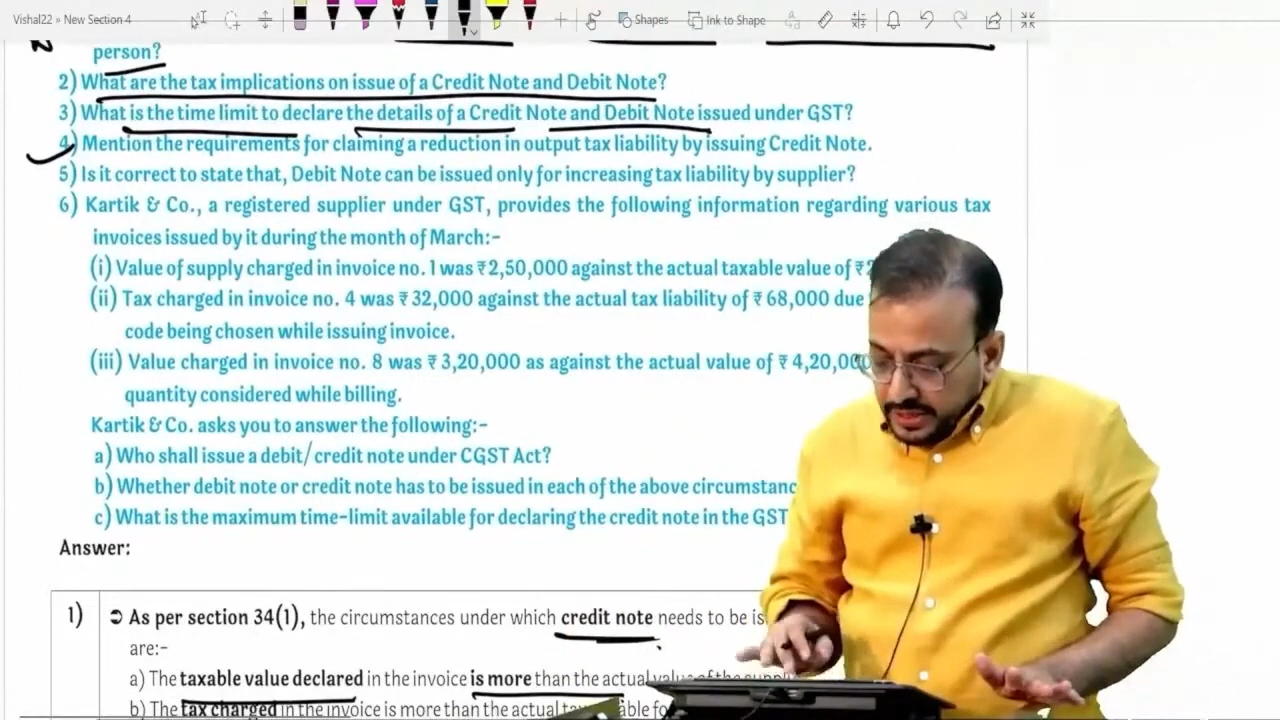 Vishal22 » New Section 4
Shapes
Ink to Shape
person?
2) What are the tax implications on issue of a Credit Note and Debit Note?
3) What is the time limit to declare the details of a Credit Note and Debit Note issued under GST?
4) Mention the requirements for claiming a reduction in output tax liability by issuing Credit Note.
5) Is it correct to state that, Debit Note can be issued only for increasing tax liability by supplier?
6) Kartik & Co., a registered supplier under GST, provides the following information regarding various tax
invoices issued by it during the month of March:-
(i) Value of supply charged in invoice no. 1 was ₹2,50,000 against the actual taxable value of ₹
(ii) Tax charged in invoice no. 4 was ₹ 32,000 against the actual tax liability of ₹ 68,000 due
code being chosen while issuing invoice.
(iii) Value charged in invoice no. 8 was ₹ 3,20,000 as against the actual value of ₹ 4,20,00
quantity considered while billing.
Kartik & Co. asks you to answer the following:-
a) Who shall issue a debit/ credit note under CGST Act?
b) Whether debit note or credit note has to be issued in each of the above
c) What is the maximum time-limit available for declaring the credit note in the GST
Answer:
1) ➲ As per section 34(1), the circumstances under which credit note needs to be
are:-
a) The taxable value declared in the invoice is more than the actual value of the
b) The tax charged in the invoice is more than the actual